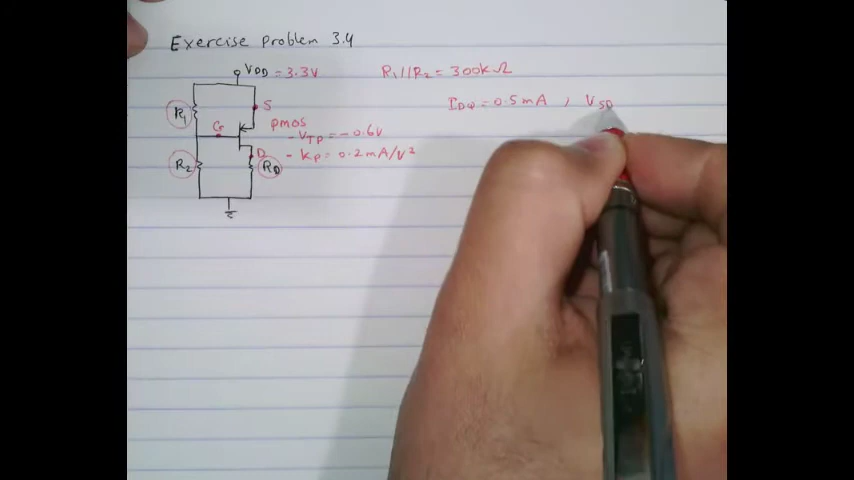 Exercise problem 3.4
VDD = 3.3V
R1//R2 = 300kΩ
R1
S
IDQ = 0.5mA , VSD
G
pmos
- VTP = -0.6V
D
- kp = 0.2mA/V²
R2
RD